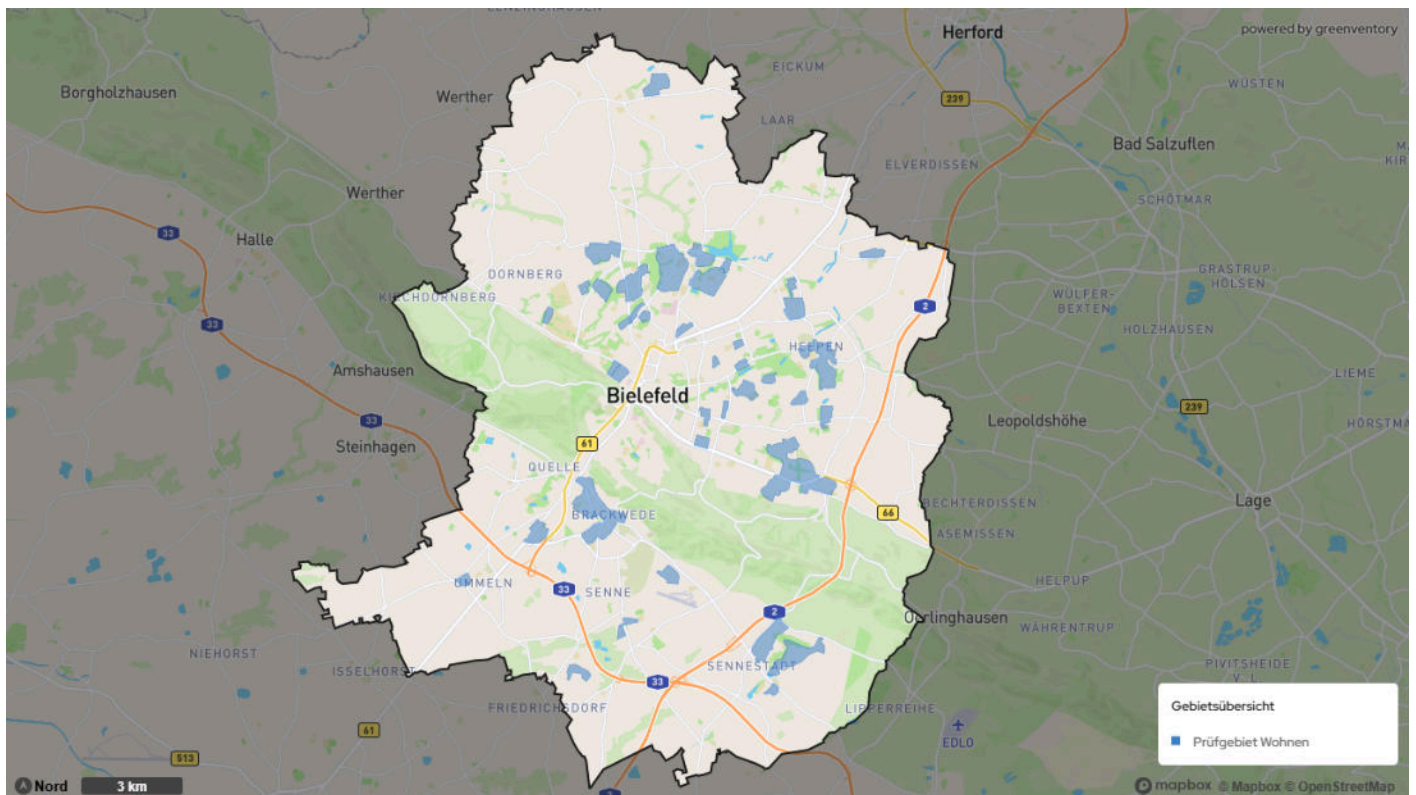 LENZINGHAUSEN
Herford
powered by greenventory
EICKUM
WÜSTEN
Borgholzhausen
Werther
239
LAAR
Bad Salzuflen
ELVERDISSEN
Werther
SCHÖTMAR
33
Halle
DORNBERG
GRASTRUP-
HÖLSEN
KIRCHDORNBERG
WÜLFER-
BEXTEN
2
33
HOLZHAUSEN
HEEPEN
Amshausen
LIEME
Bielefeld
239
33
Leopoldshöhe
HÖRSTM
Steinhagen
61
QUELLE
BECHTERDISSEN
Lage
66
BRACKWEDE
ASEMISSEN
UMMELN
33
SENNE
HELPUP
2
Oerlinghausen
WÄHRENTRUP
NIEHORST
ISSELHORST
SENNESTADT
PIVITSHEIDE
V. L.
33
FRIEDRICHSDORF
LIPPERREIHE
Gebietsübersicht
61
EDLO
Prüfgebiet Wohnen
513
Nord
3 km
2
mapbox © Mapbox © OpenStreetMap